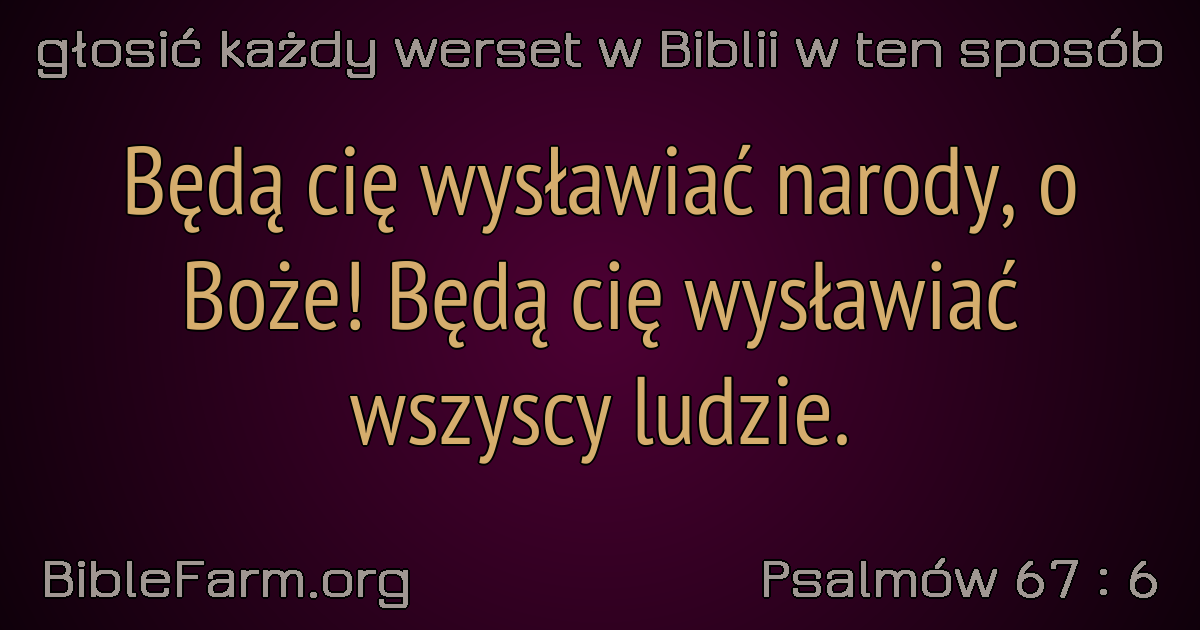 głosić każdy werset w Biblii w ten sposób
Będą cię wysławiać narody, o
Boże! Będą cię wysławiać
wszyscy ludzie.
BibleFarm.org
Psalmów 67 : 6